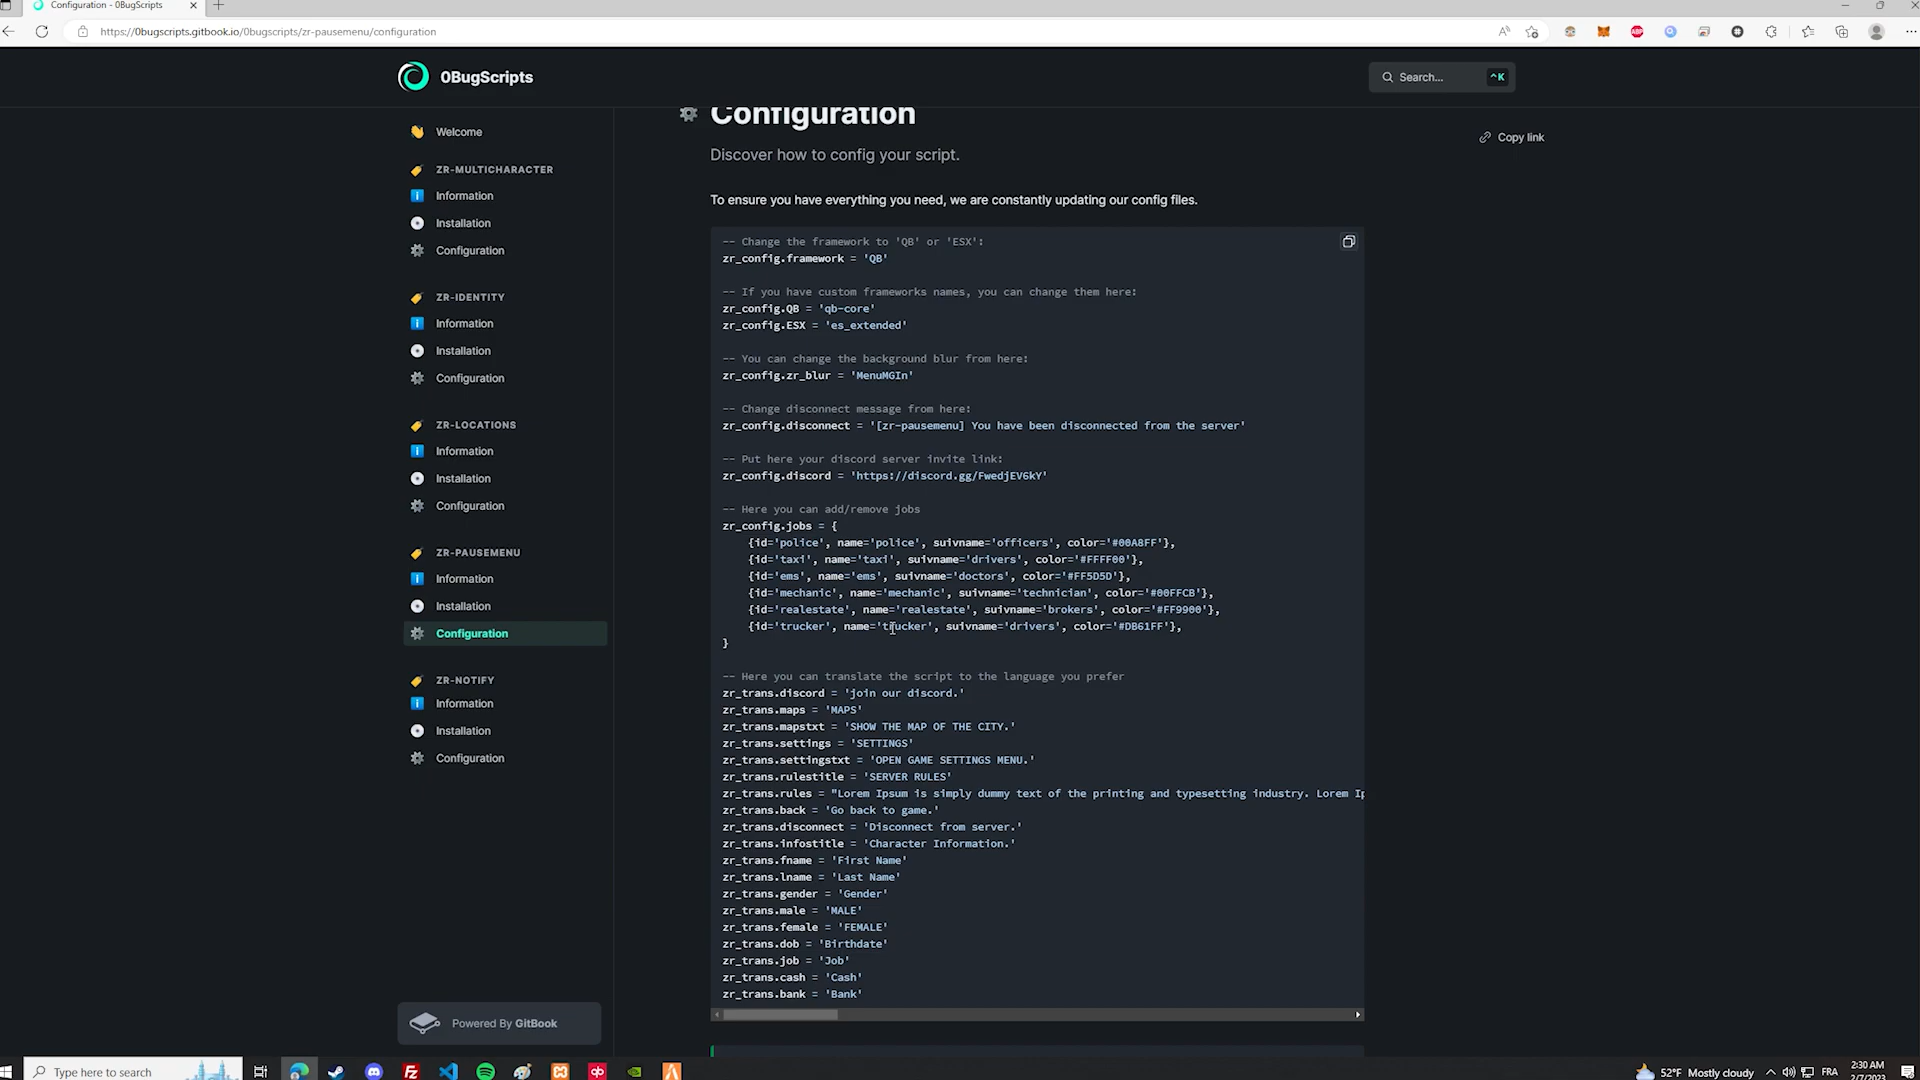 Configuration - 0BugScripts
https://0bugscripts.gitbook.io/0bugscripts/zr-pausemenu/configuration
0BugScripts
Search...
^K
Welcome
ZR-MULTICHARACTER
Information
Installation
Configuration
ZR-IDENTITY
Information
Installation
Configuration
ZR-LOCATIONS
Information
Installation
Configuration
ZR-PAUSEMENU
Information
Installation
Configuration
ZR-NOTIFY
Information
Installation
Configuration
Powered By GitBook
Configuration
Copy link
Discover how to config your script.
To ensure you have everything you need, we are constantly updating our config files.
-- Change the framework to 'QB' or 'ESX':
zr_config.framework = 'QB'
-- If you have custom frameworks names, you can change them here:
zr_config.QB = 'qb-core'
zr_config.ESX = 'es_extended'
-- You can change the background blur from here:
zr_config.zr_blur = 'MenuMGIn'
-- Change disconnect message from here:
zr_config.disconnect = '[zr-pausemenu] You have been disconnected from the server'
-- Put here your discord server invite link:
zr_config.discord = 'https://discord.gg/FwedjEV6kY'
-- Here you can add/remove jobs
zr_config.jobs = {
{id='police', name='police', suivname='officers', color='#00A8FF'},
{id='taxi', name='taxi', suivname='drivers', color='#FFFF00'},
{id='ems', name='ems', suivname='doctors', color='#FF5D5D'},
{id='mechanic', name='mechanic', suivname='technician', color='#00FFCB'},
{id='realestate', name='realestate', suivname='brokers', color='#FF9900'},
{id='trucker', name='trucker', suivname='drivers', color='#DB61FF'},
}
-- Here you can translate the script to the language you prefer
zr_trans.discord = 'join our discord.'
zr_trans.maps = 'MAPS'
zr_trans.mapstxt = 'SHOW THE MAP OF THE CITY.'
zr_trans.settings = 'SETTINGS'
zr_trans.settingstxt = 'OPEN GAME SETTINGS MENU.'
zr_trans.rulestitle = 'SERVER RULES'
zr_trans.rules = "Lorem Ipsum is simply dummy text of the printing and typesetting industry. Lorem Ip
zr_trans.back = 'Go back to game.'
zr_trans.disconnect = 'Disconnect from server.'
zr_trans.infostitle = 'Character Information.'
zr_trans.fname = 'First Name'
zr_trans.lname = 'Last Name'
zr_trans.gender = 'Gender'
zr_trans.male = 'MALE'
zr_trans.female = 'FEMALE'
zr_trans.dob = 'Birthdate'
zr_trans.job = 'Job'
zr_trans.cash = 'Cash'
zr_trans.bank = 'Bank'
Type here to search
52°F Mostly cloudy
FRA
2:30 AM
2/7/2023